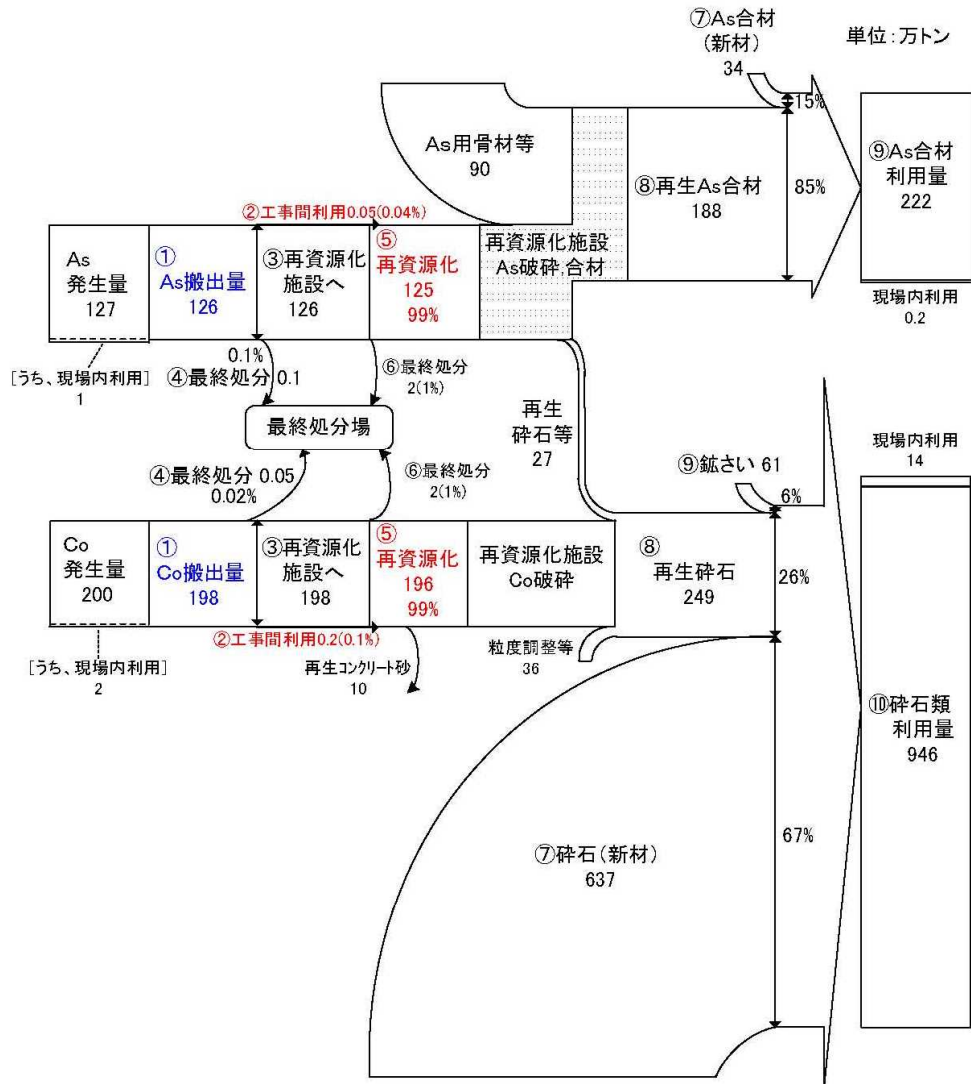 単位：万トン
⑦As合材
(新材)
34
15%
As用骨材等
90
⑧再生As合材
188
85%
⑨As合材
利用量
222
現場内利用
0.2
②工事間利用0.05(0.04%)
As
発生量
127
①
As搬出量
126
③再資源化
施設へ
126
⑤
再資源化
125
99%
再資源化施設
As破砕,合材
[うち、現場内利用]
1
0.1%
④最終処分 0.1
⑥最終処分
2(1%)
最終処分場
再生
砕石等
27
④最終処分 0.05
0.02%
⑥最終処分
2(1%)
⑨鉱さい 61
6%
現場内利用
14
Co
発生量
200
①
Co搬出量
198
③再資源化
施設へ
198
⑤
再資源化
196
99%
再資源化施設
Co破砕
⑧
再生砕石
249
26%
②工事間利用0.2(0.1%)
[うち、現場内利用]
2
再生コンクリート砂
10
粒度調整等
36
⑩砕石類
利用量
946
⑦砕石(新材)
637
67%